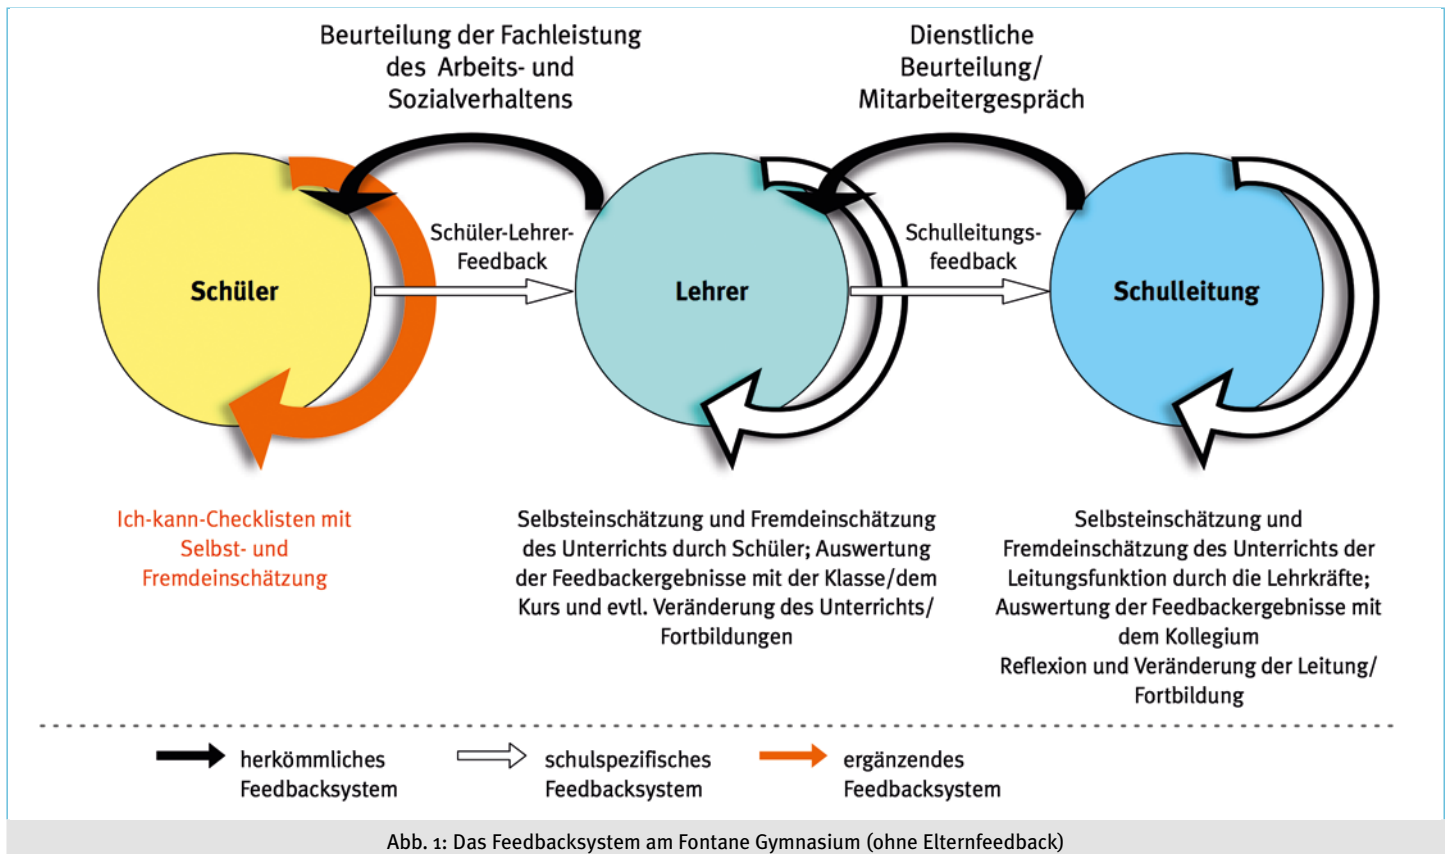 Beurteilung der Fachleistung
des Arbeits- und
Sozialverhaltens
Dienstliche
Beurteilung/
Mitarbeitergespräch
Schüler
Schüler-Lehrer-
Feedback
Lehrer
Schulleitungs-
feedback
Schulleitung
Ich-kann-Checklisten mit
Selbst- und
Fremdeinschätzung
Selbsteinschätzung und Fremdeinschätzung
des Unterrichts durch Schüler; Auswertung
der Feedbackergebnisse mit der Klasse/dem
Kurs und evtl. Veränderung des Unterrichts/
Fortbildungen
Selbsteinschätzung und
Fremdeinschätzung des Unterrichts der
Leitungsfunktion durch die Lehrkräfte;
Auswertung der Feedbackergebnisse mit
dem Kollegium
Reflexion und Veränderung der Leitung/
Fortbildung
herkömmliches
Feedbacksystem
schulspezifisches
Feedbacksystem
ergänzendes
Feedbacksystem
Abb. 1: Das Feedbacksystem am Fontane Gymnasium (ohne Elternfeedback)